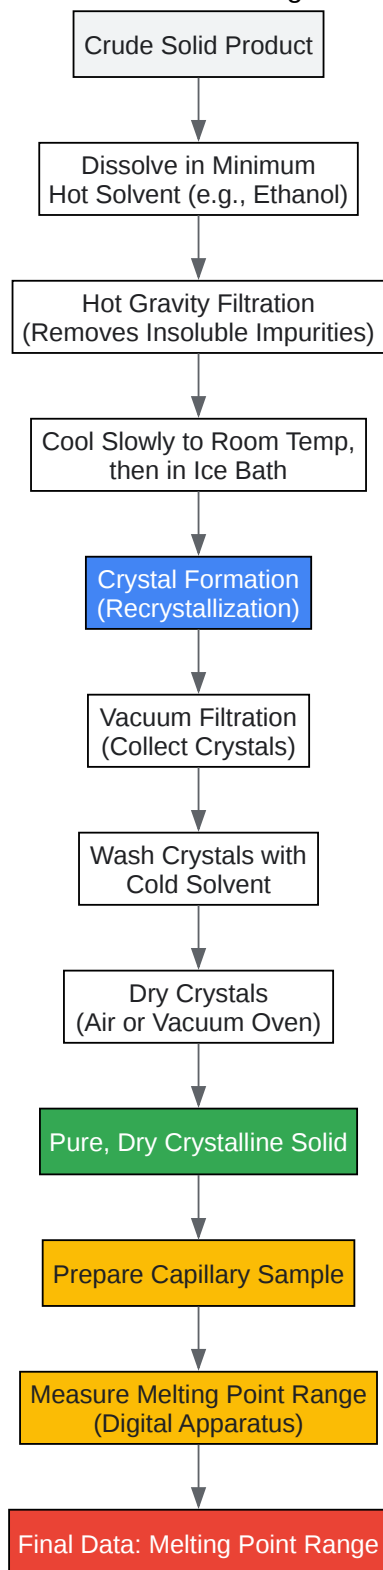 Crude Solid Product
Dissolve in Minimum
Hot Solvent (e.g., Ethanol)
Hot Gravity Filtration
(Removes Insoluble Impurities)
Cool Slowly to Room Temp,
then in Ice Bath
Crystal Formation
(Recrystallization)
Vacuum Filtration
(Collect Crystals)
Wash Crystals with
Cold Solvent
Dry Crystals
(Air or Vacuum Oven)
Pure, Dry Crystalline Solid
Prepare Capillary Sample
Measure Melting Point Range
(Digital Apparatus)
Final Data: Melting Point Range